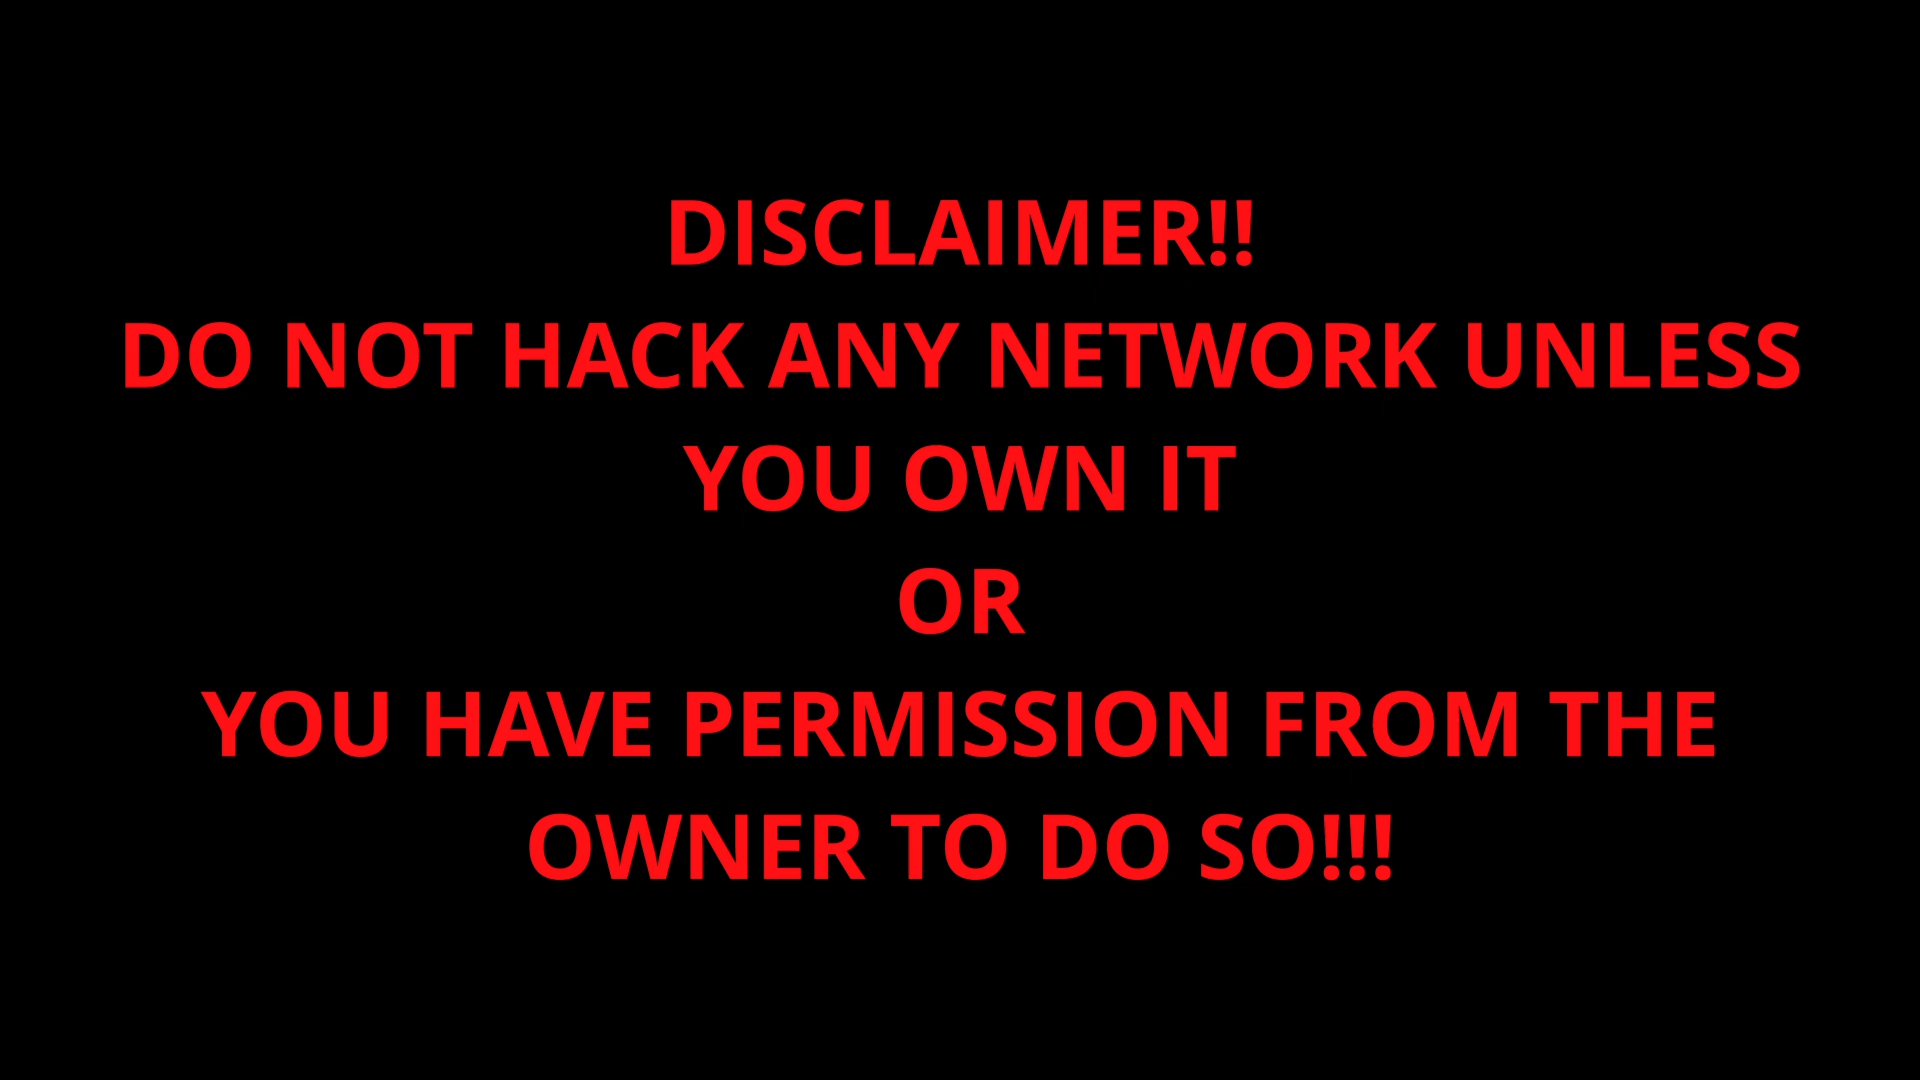 DISCLAIMER!!
DO NOT HACK ANY NETWORK UNLESS
YOU OWN IT
OR
YOU HAVE PERMISSION FROM THE
OWNER TO DO SO!!!